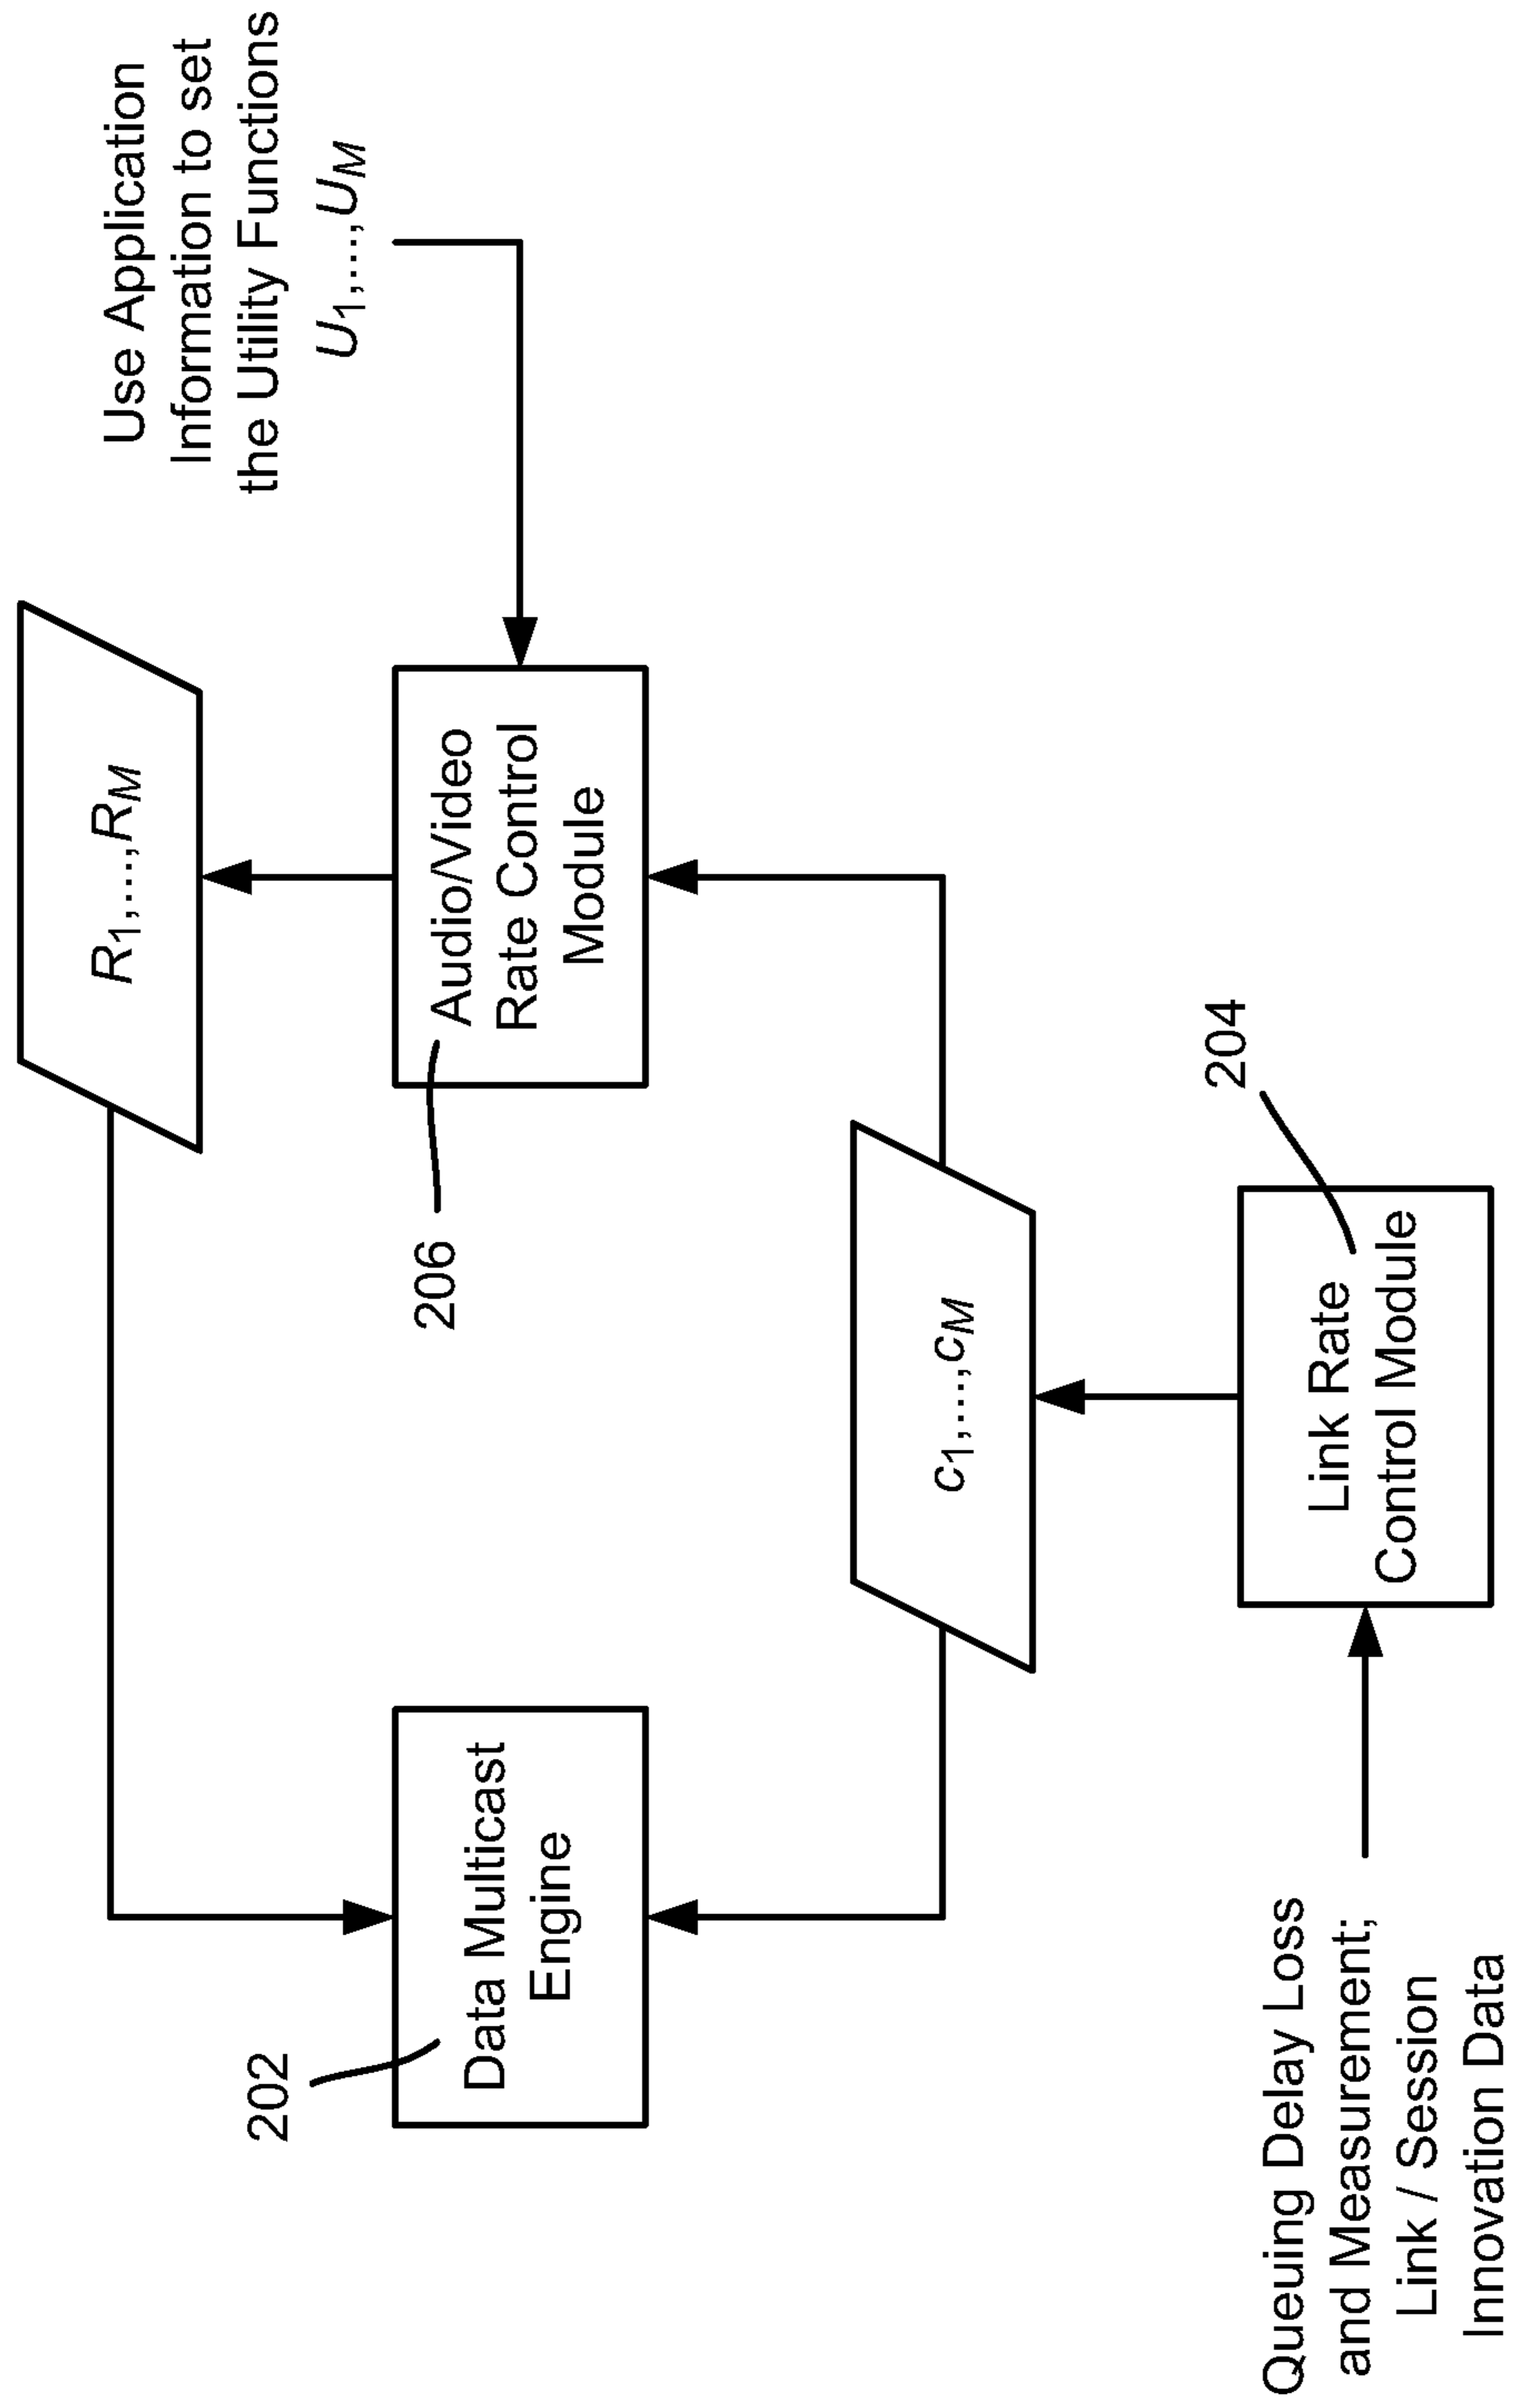 R1,...,RM
Use Application
Information to set
the Utility Functions
U1,...,UM
202
Data Multicast
Engine
206
Audio/Video
Rate Control
Module
c1,...,cM
204
Queuing Delay Loss
and Measurement;
Link / Session
Innovation Data
Link Rate
Control Module